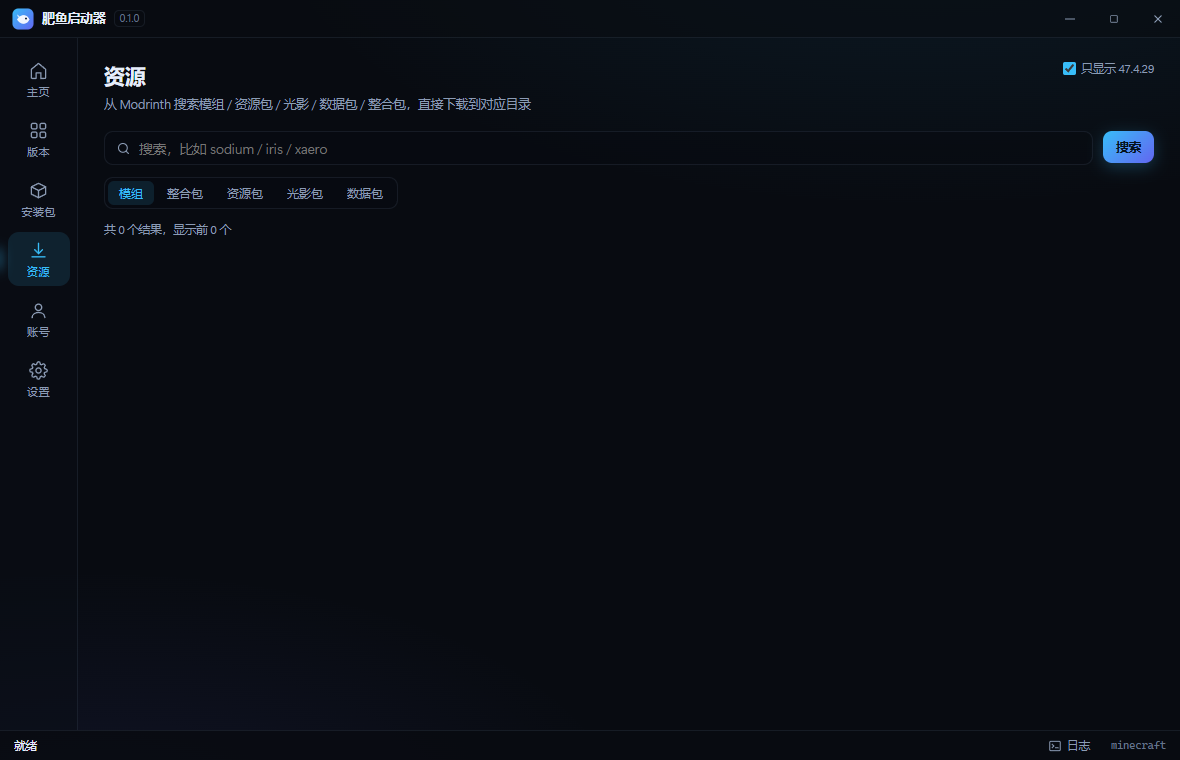 肥鱼启动器 0.1.0
主页
版本
安装包
资源
账号
设置
资源
只显示 47.4.29
从 Modrinth 搜索模组 / 资源包 / 光影 / 数据包 / 整合包，直接下载到对应目录
搜索，比如 sodium / iris / xaero
搜索
模组 整合包 资源包 光影包 数据包
共 0 个结果，显示前 0 个
就绪
日志 minecraft